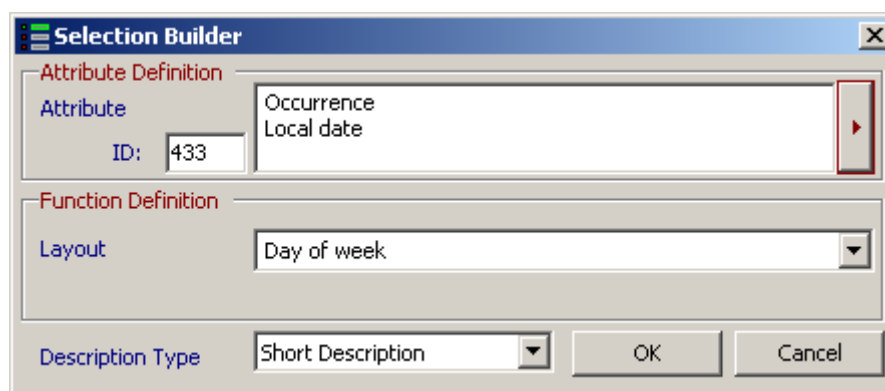 Selection Builder
Attribute Definition
Attribute
Occurrence
Local date
ID: 433
Function Definition
Layout Day of week
Description Type Short Description OK Cancel